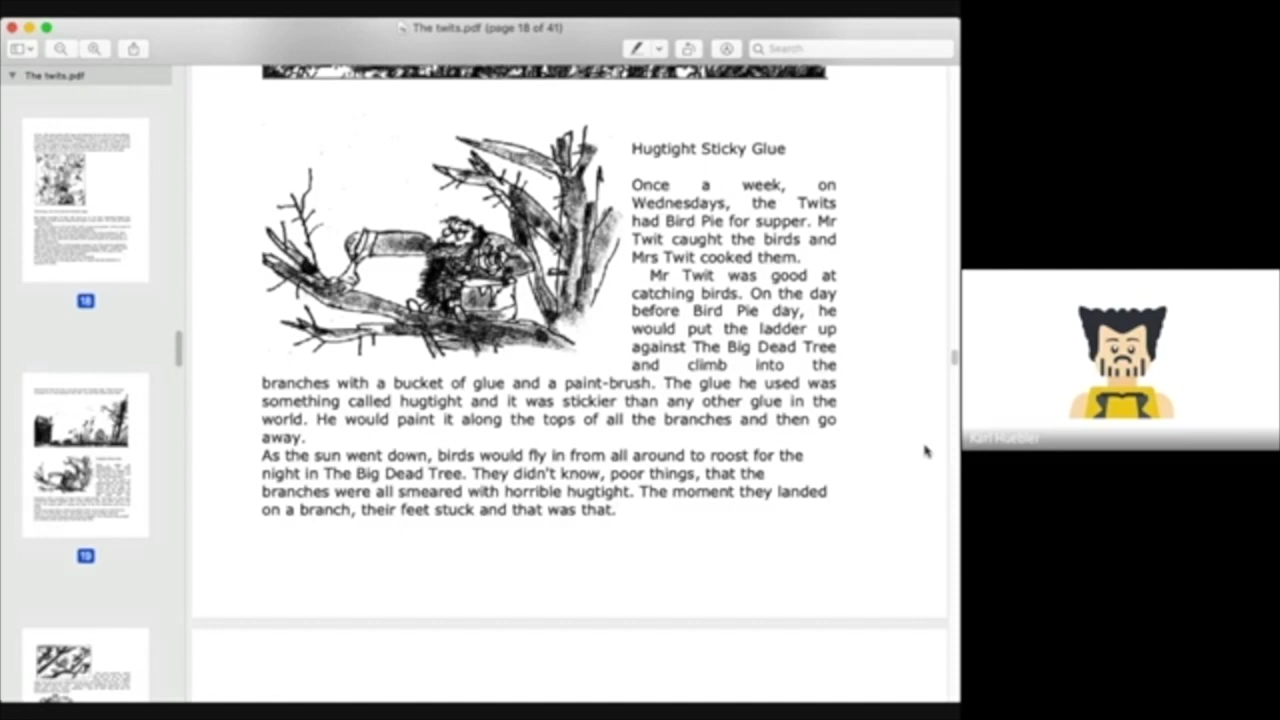 The twits.pdf (page 18 of 41)
Search
The twits.pdf
18
19
Hugtight Sticky Glue
Once a week, on
Wednesdays, the Twits
had Bird Pie for supper. Mr
Twit caught the birds and
Mrs Twit cooked them.
Mr Twit was good at
catching birds. On the day
before Bird Pie day, he
would put the ladder up
against The Big Dead Tree
and climb into the
branches with a bucket of glue and a paint-brush. The glue he used was
something called hugtight and it was stickier than any other glue in the
world. He would paint it along the tops of all the branches and then go
away.
As the sun went down, birds would fly in from all around to roost for the
night in The Big Dead Tree. They didn't know, poor things, that the
branches were all smeared with horrible hugtight. The moment they landed
on a branch, their feet stuck and that was that.
Karl Huebler